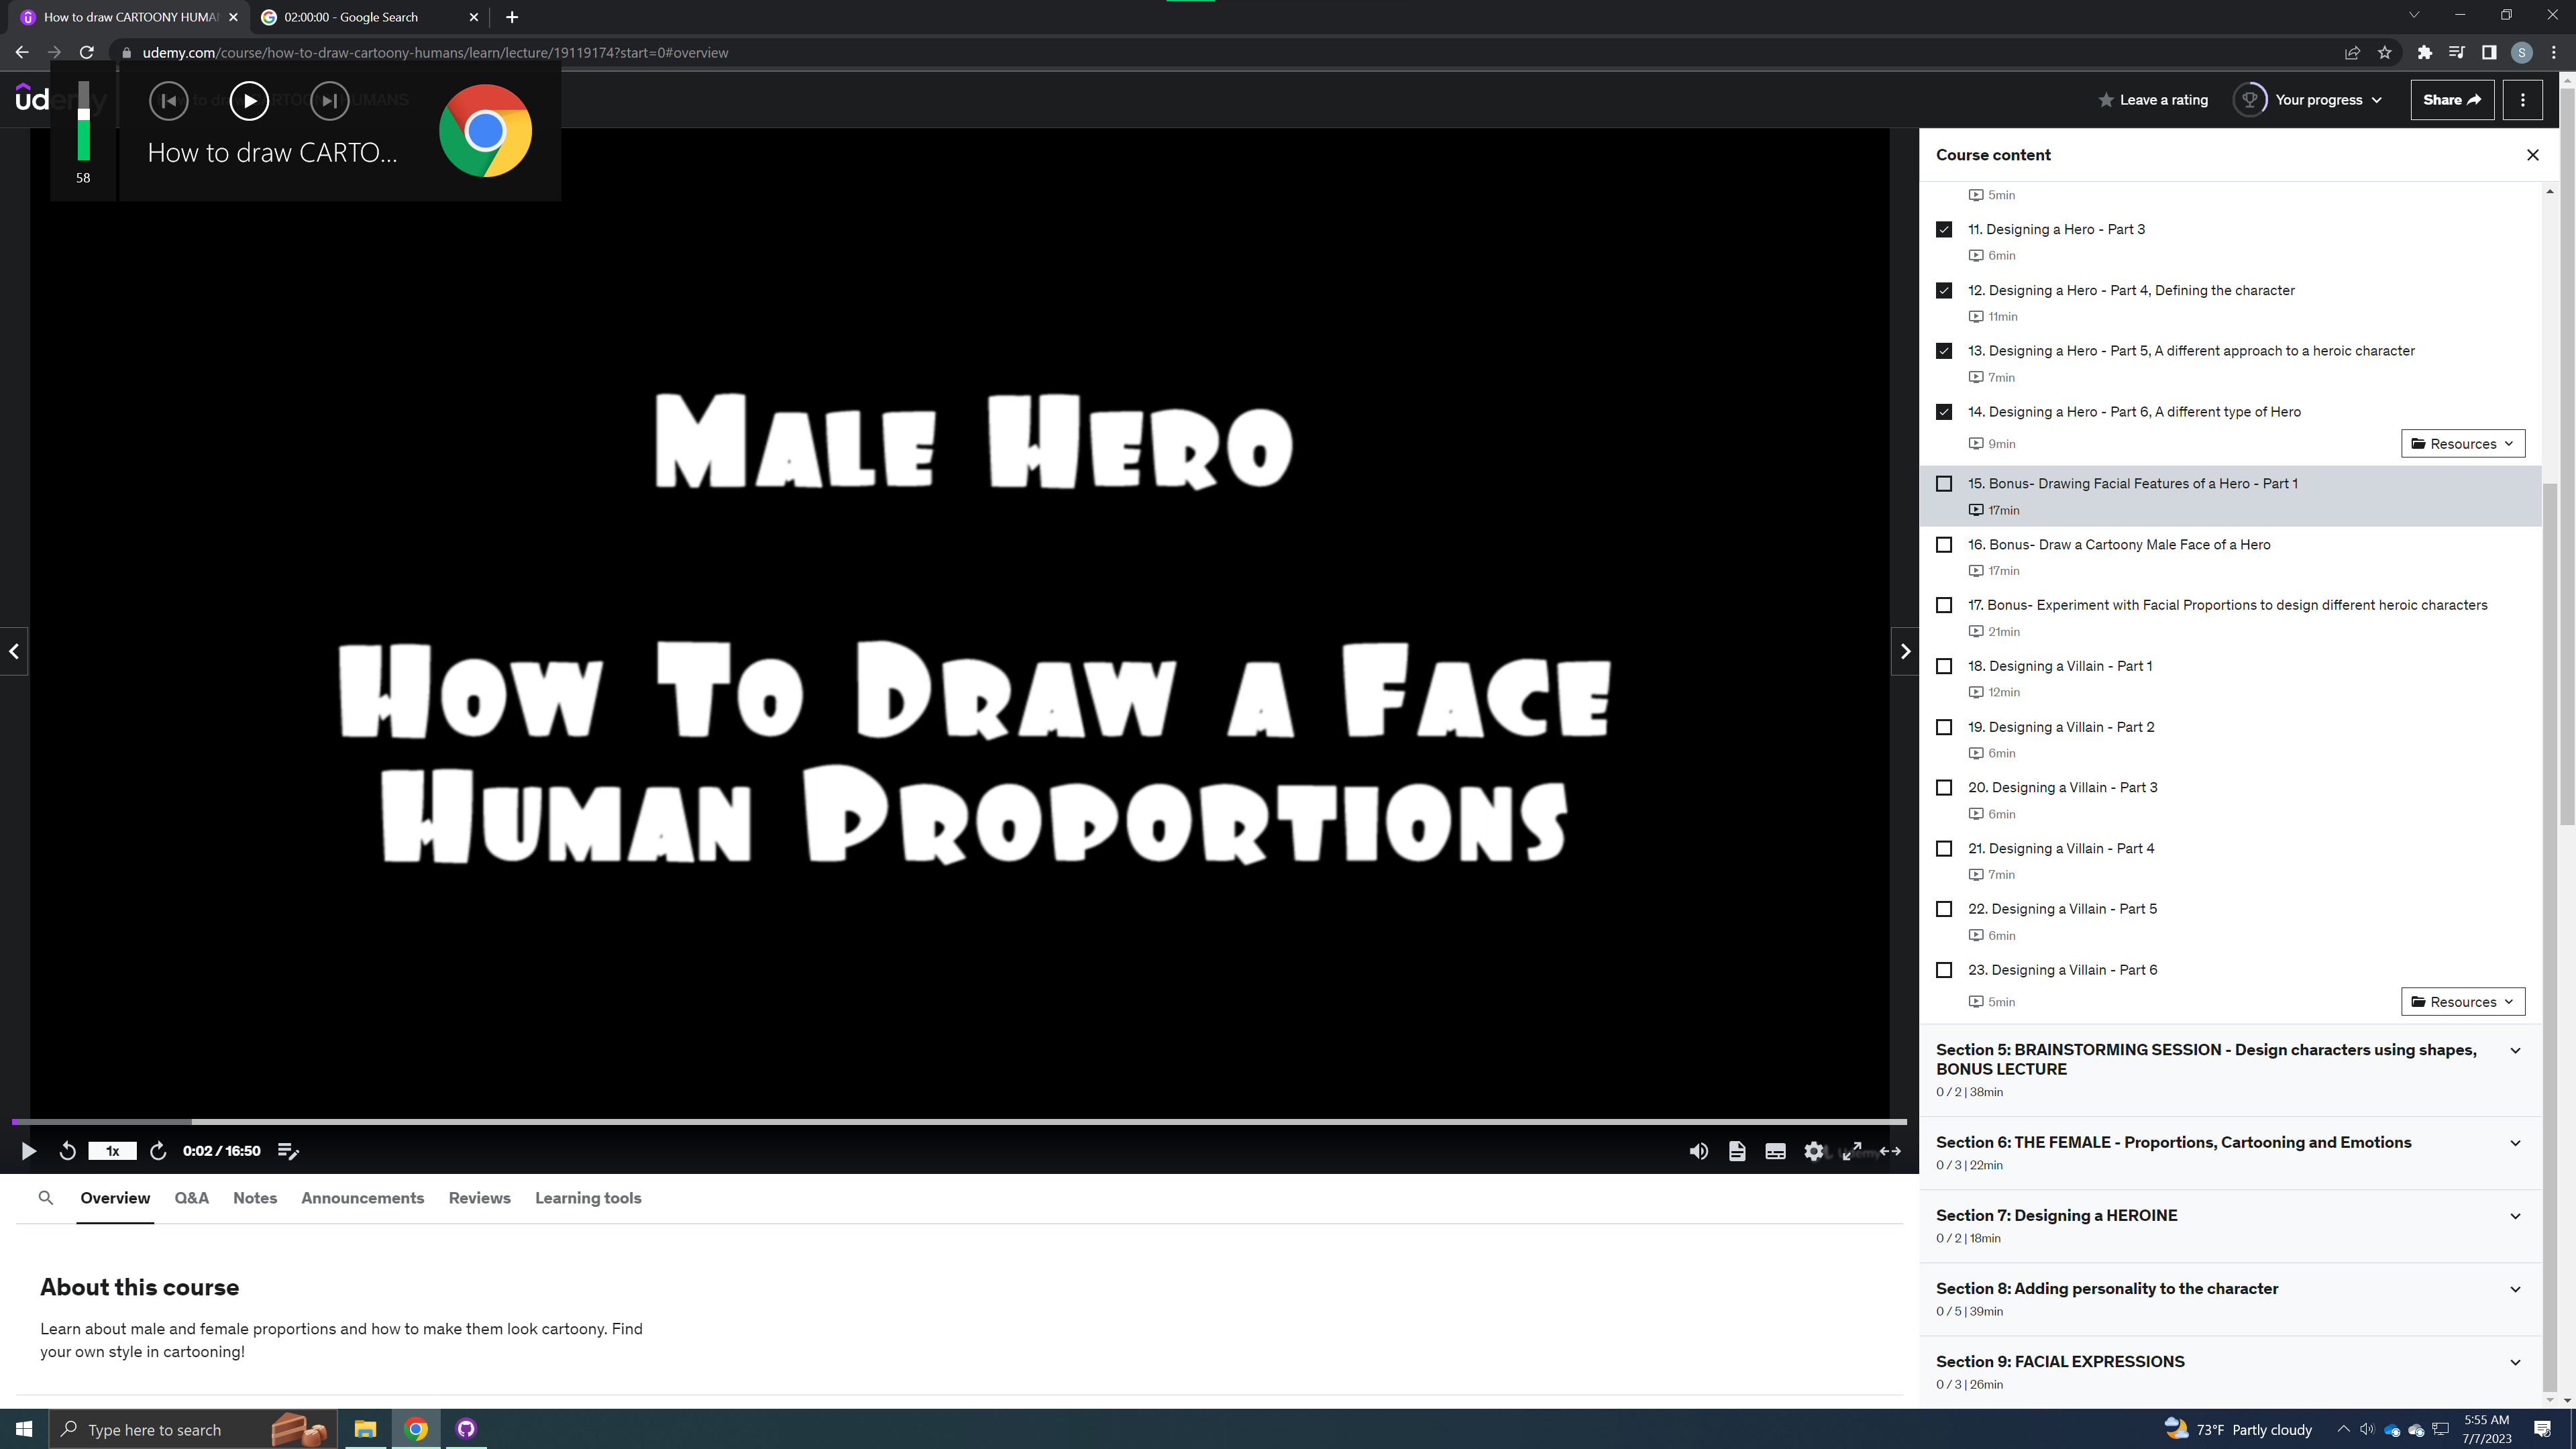 How to draw CARTOONY HUMA
02:00:00 - Google Search
udemy.com/course/how-to-draw-cartoony-humans/learn/lecture/19119174?start=0#overview
S
udemy
How to draw CARTOONY HUMANS
Leave a rating
Your progress
Share
How to draw CARTO...
58
MALE HERO
HOW TO DRAW A FACE
HUMAN PROPORTIONS
1x
0:02 / 16:50
Udemy
Course content
5min
11. Designing a Hero - Part 3
6min
12. Designing a Hero - Part 4, Defining the character
11min
13. Designing a Hero - Part 5, A different approach to a heroic character
7min
14. Designing a Hero - Part 6, A different type of Hero
9min
Resources
15. Bonus- Drawing Facial Features of a Hero - Part 1
17min
16. Bonus- Draw a Cartoony Male Face of a Hero
17min
17. Bonus- Experiment with Facial Proportions to design different heroic characters
21min
18. Designing a Villain - Part 1
12min
19. Designing a Villain - Part 2
6min
20. Designing a Villain - Part 3
6min
21. Designing a Villain - Part 4
7min
22. Designing a Villain - Part 5
6min
23. Designing a Villain - Part 6
5min
Resources
Section 5: BRAINSTORMING SESSION - Design characters using shapes,
BONUS LECTURE
0 / 2 | 38min
Section 6: THE FEMALE - Proportions, Cartooning and Emotions
0 / 3 | 22min
Section 7: Designing a HEROINE
0 / 2 | 18min
Section 8: Adding personality to the character
0 / 5 | 39min
Section 9: FACIAL EXPRESSIONS
0 / 3 | 26min
Overview
Q&A
Notes
Announcements
Reviews
Learning tools
About this course
Learn about male and female proportions and how to make them look cartoony. Find
your own style in cartooning!
Type here to search
73°F Partly cloudy
5:55 AM
7/7/2023